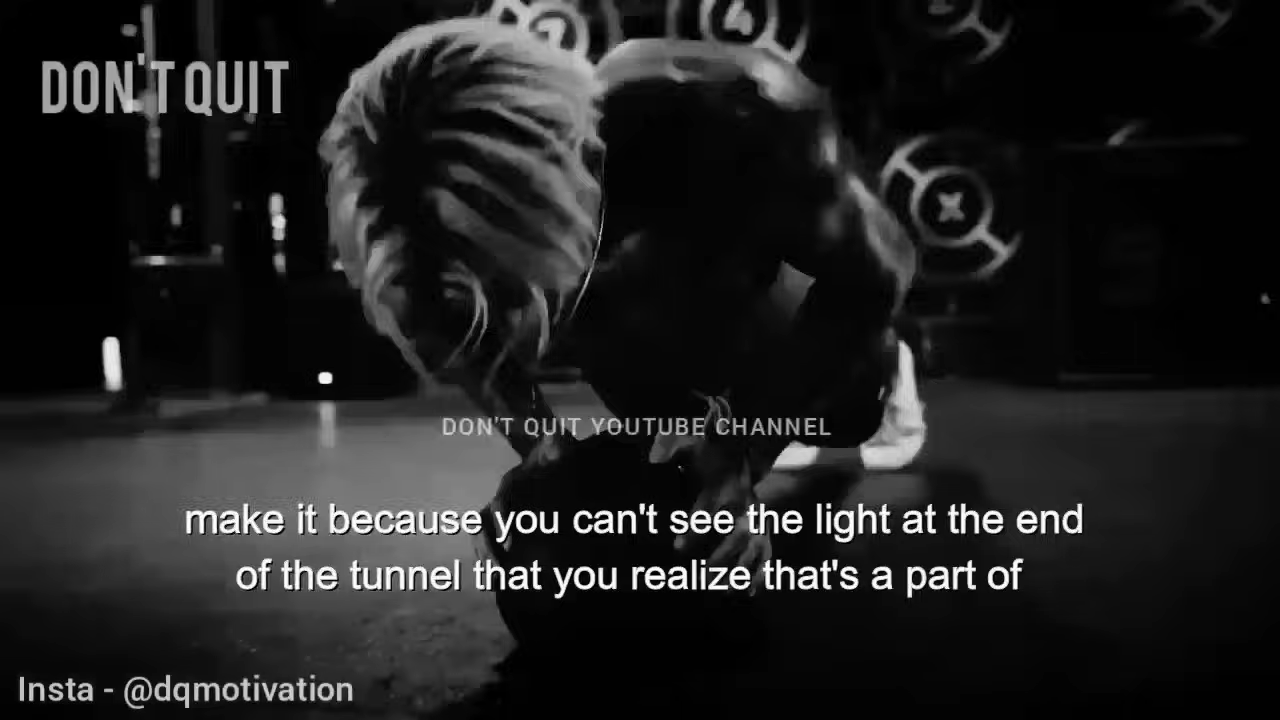 DON'T QUIT
DON'T QUIT YOUTUBE CHANNEL
make it because you can't see the light at the end
of the tunnel that you realize that's a part of
Insta - @dqmotivation